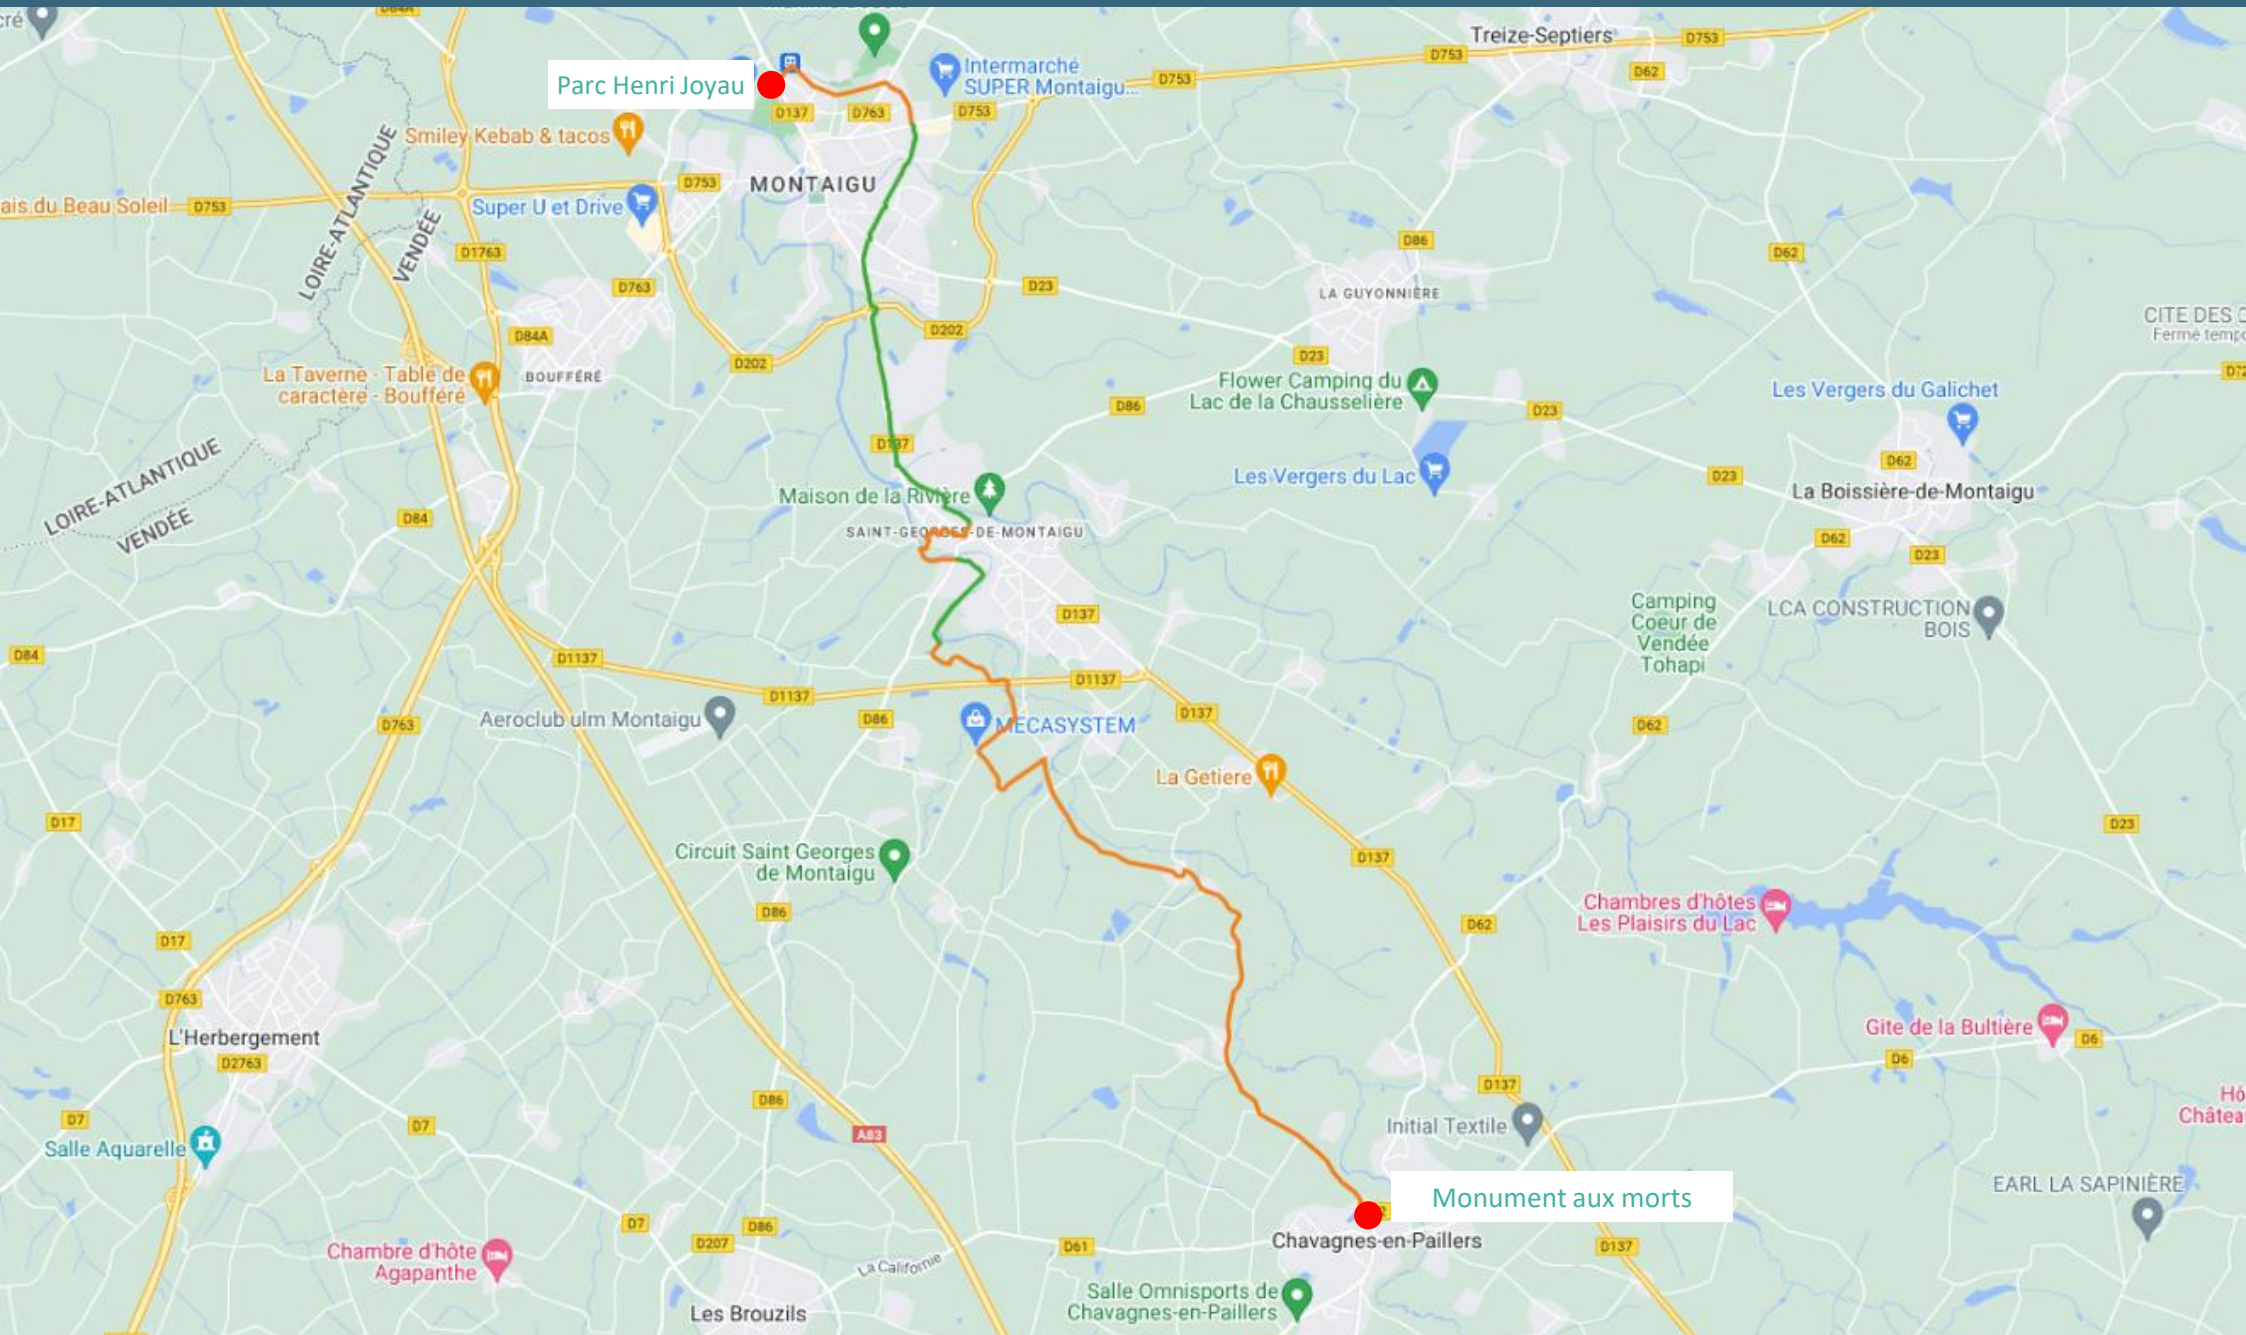 D84A
Treize-Septiers
D753
D753
Intermarché
SUPER Montaigu...
D753
D62
Parc Henri Joyau
D137
D763
D753
Smiley Kebab & tacos
LOIRE-ATLANTIQUE
VENDÉE
D753
MONTAIGU
ais du Beau Soleil
D753
Super U et Drive
D1763
D86
D62
D763
D23
LA GUYONNIÈRE
CITE DES
Ferme temp
D84A
D202
D202
D23
La Taverne - Table de
caractère - Boufféré
BOUFFÉRÉ
Flower Camping du
Lac de la Chausselière
D86
D23
Les Vergers du Galichet
D72
D137
LOIRE-ATLANTIQUE
VENDÉE
Maison de la Rivière
Les Vergers du Lac
D23
D62
La Boissière-de-Montaigu
D84
SAINT-GEORGES-DE-MONTAIGU
D62
D23
D137
Camping
Coeur de
Vendée
Tohapi
LCA CONSTRUCTION
BOIS
D84
D1137
D1137
D1137
D763
Aeroclub ulm Montaigu
D86
MECASYSTEM
D137
D62
La Getiere
D17
D23
Circuit Saint Georges
de Montaigu
D137
D86
D62
Chambres d'hôtes
Les Plaisirs du Lac
D17
D763
L'Herbergement
D2763
Gite de la Bultière
D6
D6
D137
D86
D7
D7
Salle Aquarelle
A83
Initial Textile
Hô
Châtea
Monument aux morts
EARL LA SAPINIÈRE
D7
D86
D207
D61
Chavagnes-en-Paillers
D137
Chambre d'hôte
Agapanthe
La Californie
Les Brouzils
Salle Omnisports de
Chavagnes-en-Paillers